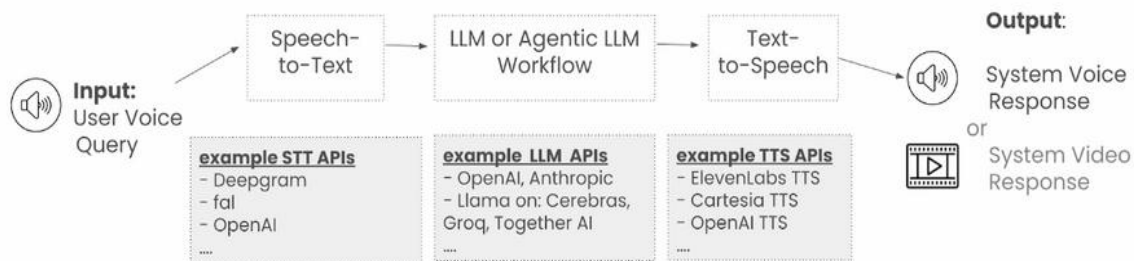 Input:
User Voice
Query
Speech-
to-Text
LLM or Agentic LLM
Workflow
Text-
to-Speech
Output:
System Voice
Response
or
System Video
Response
example STT APIs
- Deepgram
- fal
- OpenAI
....
example LLM APIs
- OpenAI, Anthropic
- Llama on: Cerebras,
Groq, Together AI
....
example TTS APIs
- ElevenLabs TTS
- Cartesia TTS
- OpenAI TTS
....